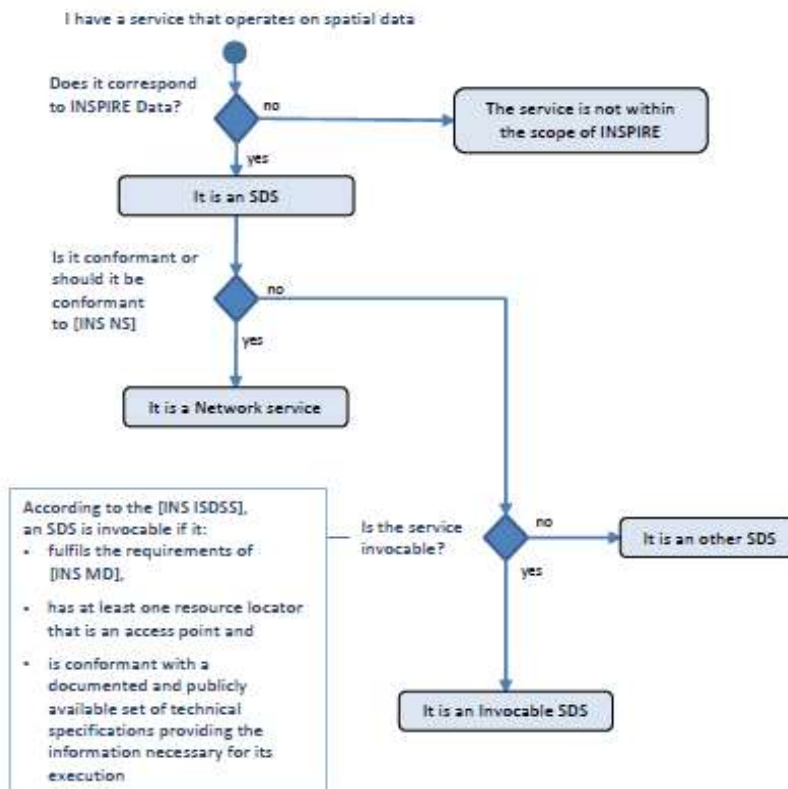 I have a service that operates on spatial data
Does it correspond
to INSPIRE Data?
no
The service is not within
the scope of INSPIRE
yes
It is an SDS
Is it conformant or
should it be
conformant
to [INS NS]
no
yes
It is a Network service
According to the [INS ISDSS],
an SDS is invocable if it:
• fulfils the requirements of
[INS MD],
• has at least one resource locator
that is an access point and
• is conformant with a
documented and publicly
available set of technical
specifications providing the
information necessary for its
execution
Is the service
invocable?
no
It is an other SDS
yes
It is an Invocable SDS